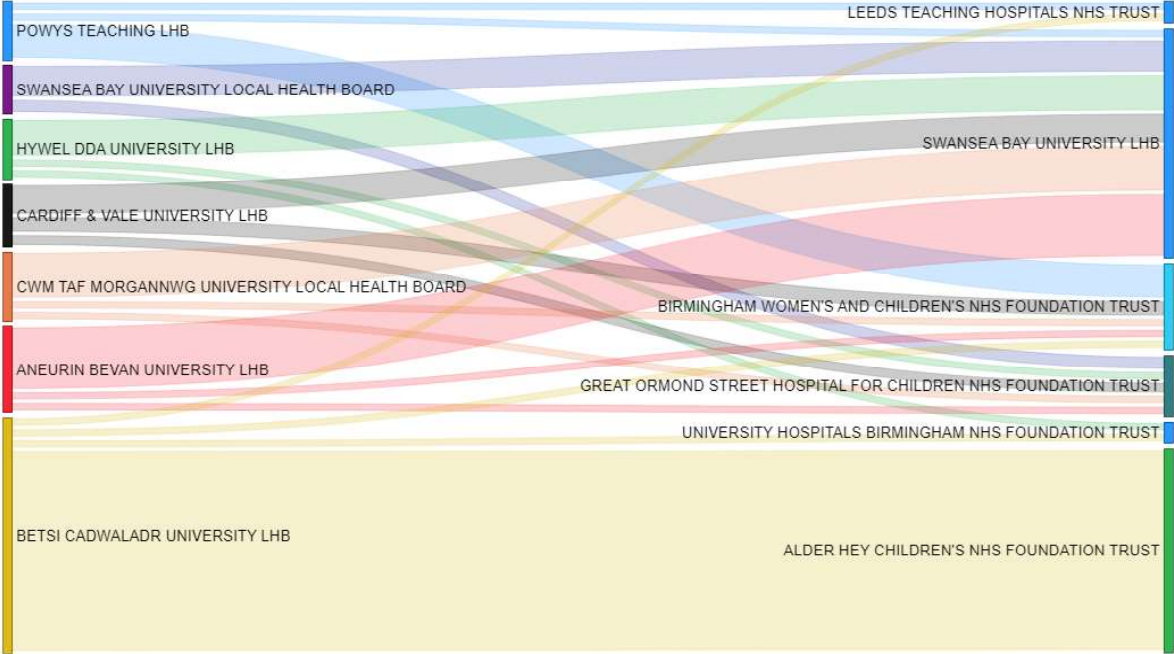 POWYS TEACHING LHB
SWANSEA BAY UNIVERSITY LOCAL HEALTH BOARD
HYWEL DDA UNIVERSITY LHB
CARDIFF & VALE UNIVERSITY LHB
CWM TAF MORGANNWG UNIVERSITY LOCAL HEALTH BOARD
ANEURIN BEVAN UNIVERSITY LHB
BETSI CADWALADR UNIVERSITY LHB
LEEDS TEACHING HOSPITALS NHS TRUST
SWANSEA BAY UNIVERSITY LHB
BIRMINGHAM WOMEN'S AND CHILDREN'S NHS FOUNDATION TRUST
GREAT ORMOND STREET HOSPITAL FOR CHILDREN NHS FOUNDATION TRUST
UNIVERSITY HOSPITALS BIRMINGHAM NHS FOUNDATION TRUST
ALDER HEY CHILDREN'S NHS FOUNDATION TRUST